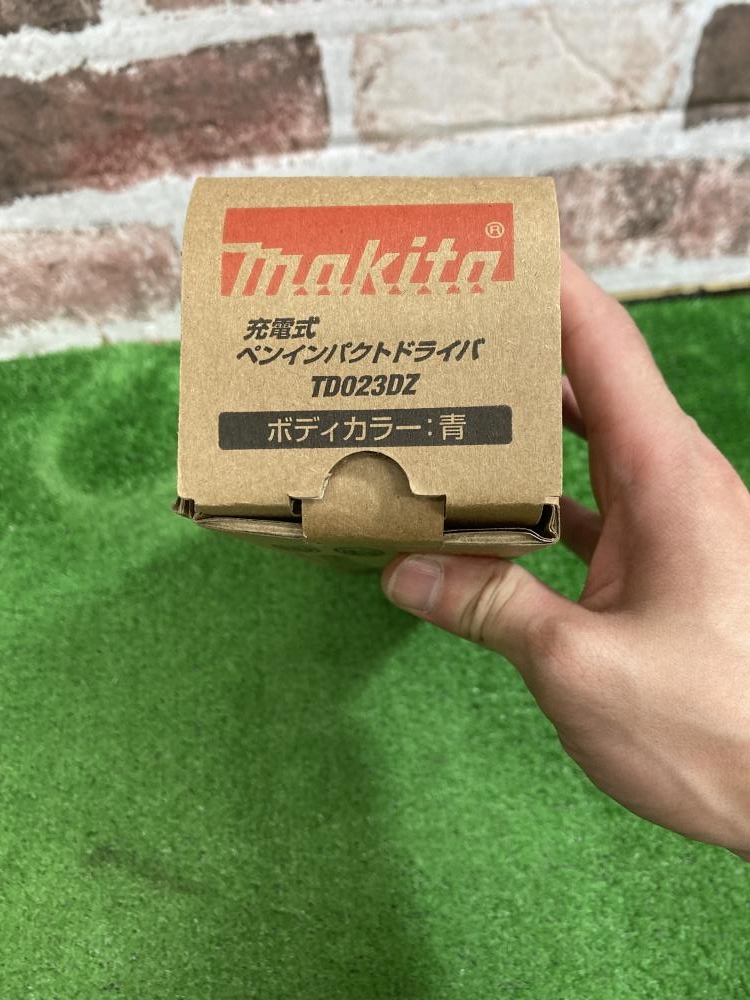 makita®
充電式
ペンインパクトドライバ
TD023DZ
ボディカラー:青